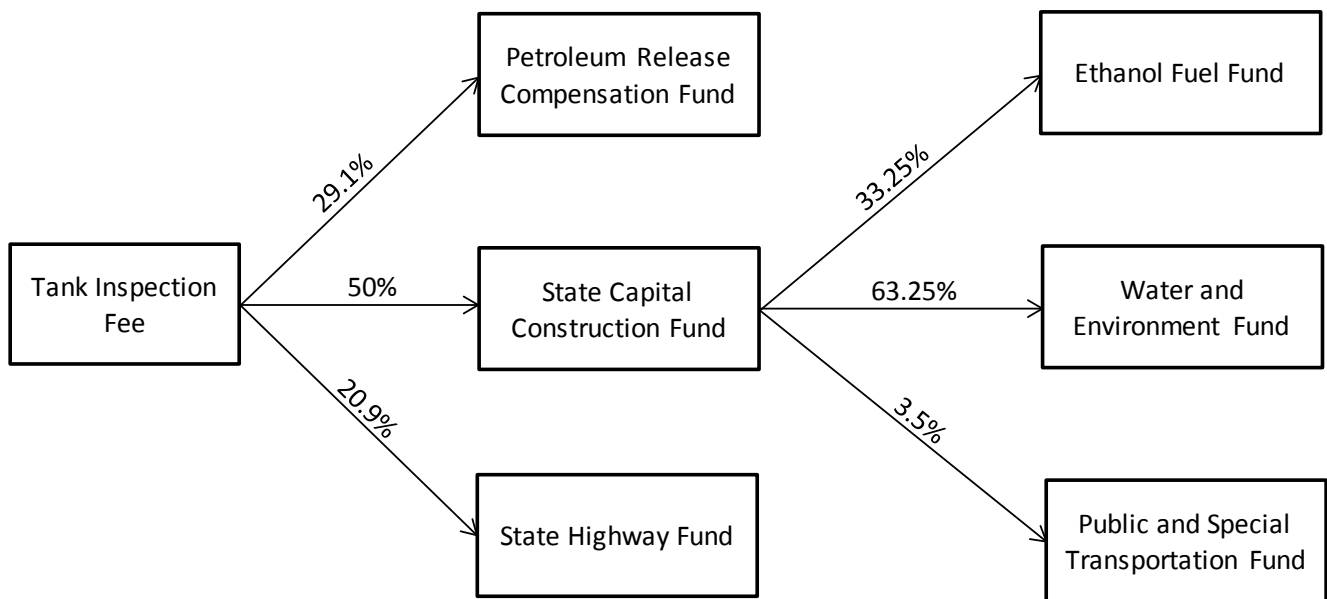 Petroleum Release
Compensation Fund
Ethanol Fuel Fund
29.1%
33.25%
Tank Inspection
Fee
50%
State Capital
Construction Fund
63.25%
Water and
Environment Fund
20.9%
3.5%
State Highway Fund
Public and Special
Transportation Fund